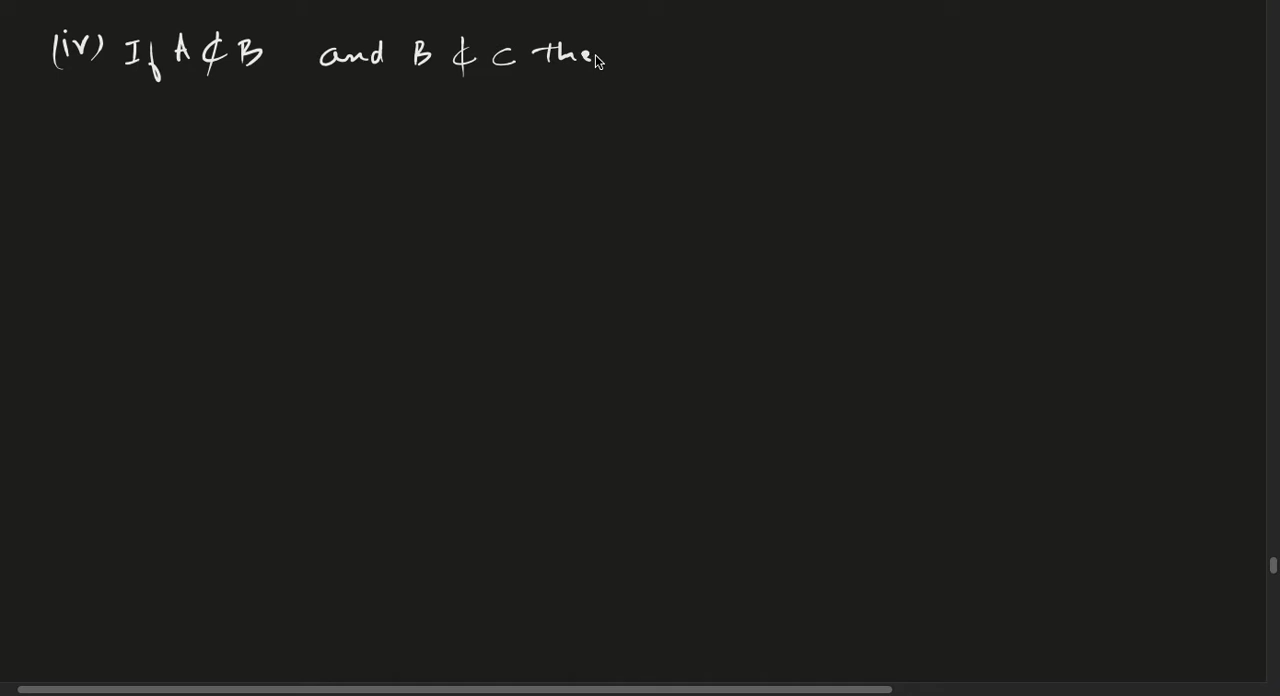 (iv) If A ⊄ B and B ⊄ C the